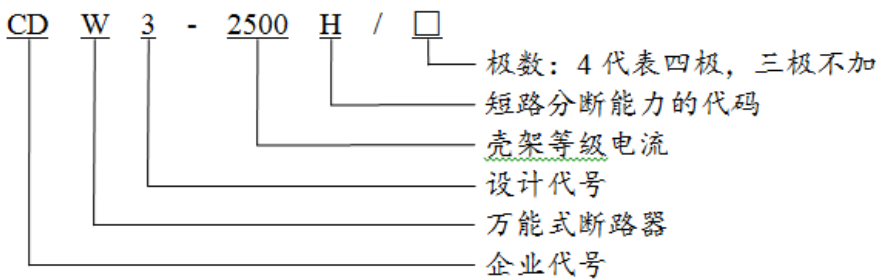 CD W 3 - 2500 H / □
极数：4 代表四极，三极不加
短路分断能力的代码
壳架等级电流
设计代号
万能式断路器
企业代号